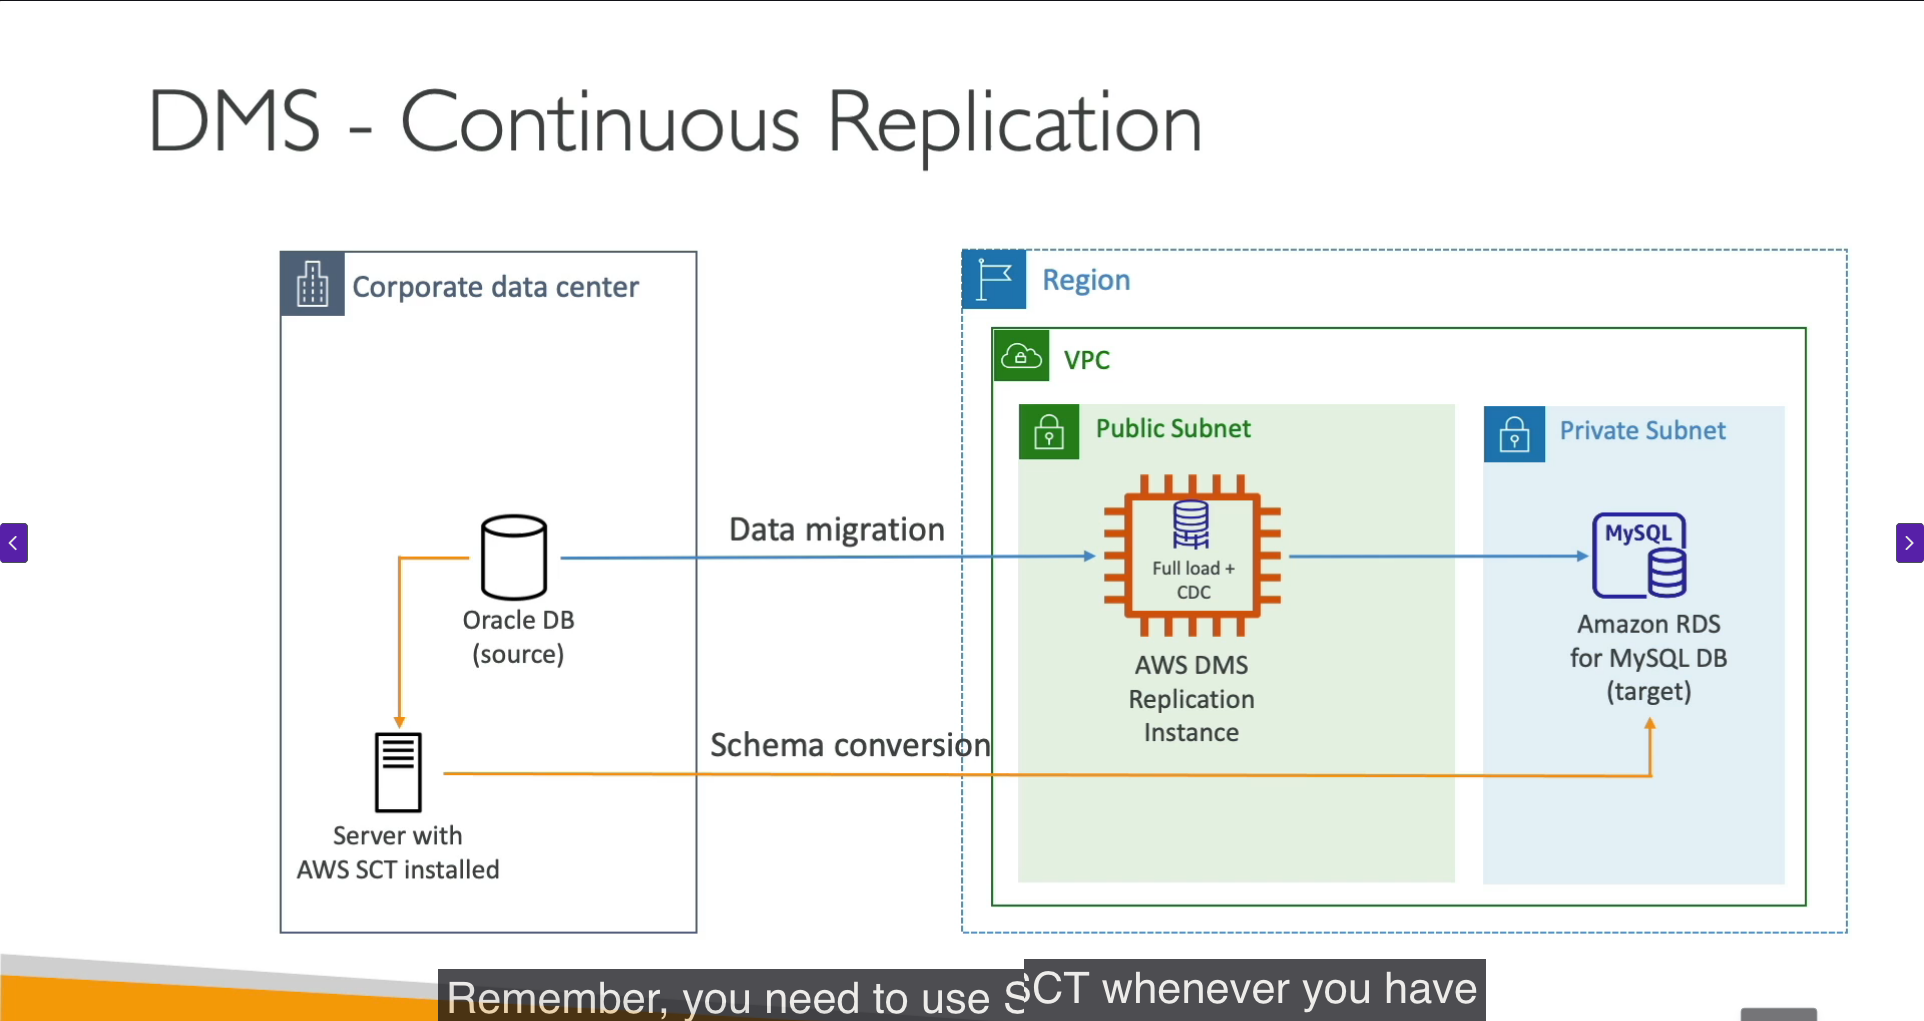 DMS - Continuous Replication
Corporate data center
Region
VPC
Public Subnet
Private Subnet
Data migration
Full load +
CDC
MySQL
Oracle DB
(source)
AWS DMS
Replication
Instance
Amazon RDS
for MySQL DB
(target)
Schema conversion
Server with
AWS SCT installed
Remember, you need to use SCT whenever you have